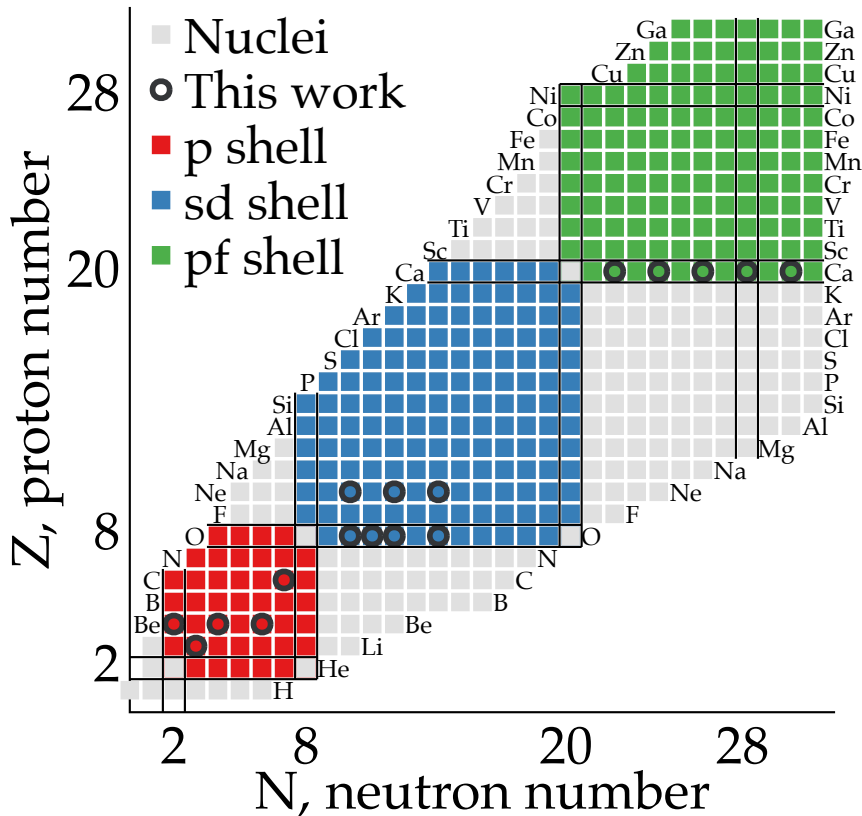 Nuclei
This work
p shell
sd shell
pf shell
Z, proton number
28
20
8
2
Ga Ga
Zn Zn
Cu Cu
Ni Ni
Co Co
Fe Fe
Mn Mn
Cr Cr
V V
Ti Ti
Sc Sc
Ca Ca
K K
Ar Ar
Cl Cl
S S
P P
Si Si
Al Al
Mg Mg
Na Na
Ne Ne
F F
O O
N N
C C
B B
Be Be
Li
He
H
2 8 20 28
N, neutron number